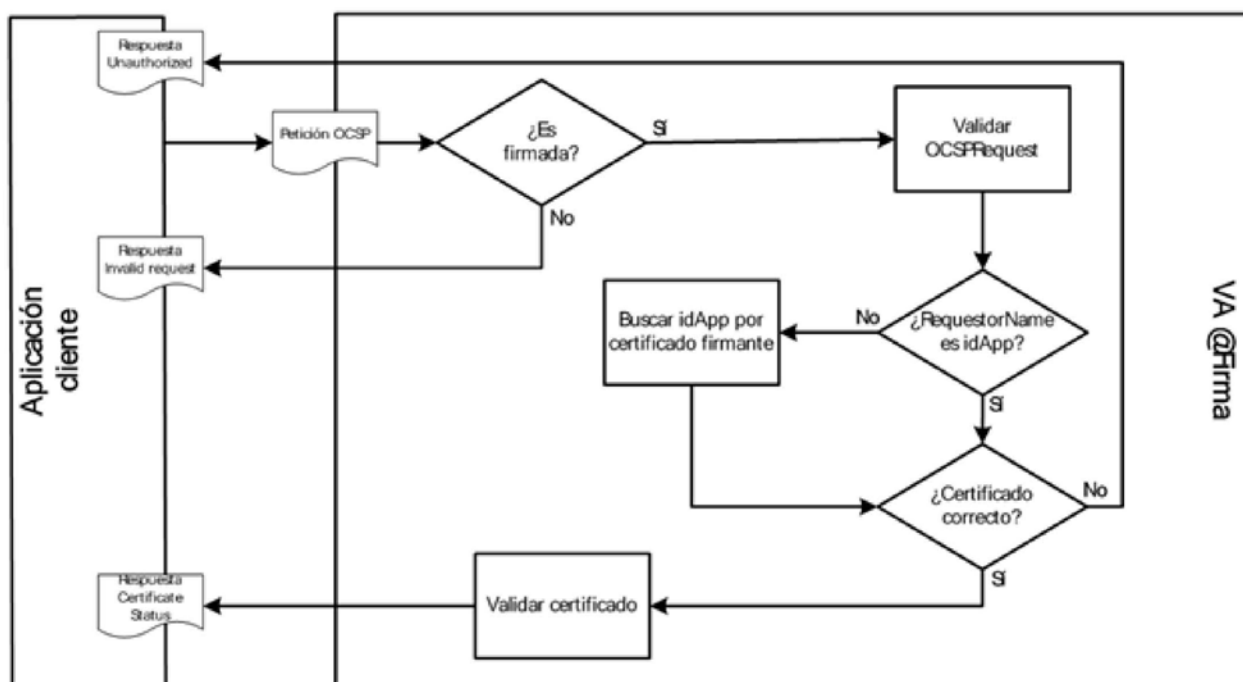 Respuesta
Unauthorized
Petición OCSP
¿Es
firmada?
Sí
No
Validar
OCSPRequest
Respuesta
Invalid request
Aplicación
cliente
Buscar idApp por
certificado firmante
No
¿RequestorName
es idApp?
Sí
VA @Firma
¿Certificado
correcto?
No
Sí
Validar certificado
Respuesta
Certificate
Status